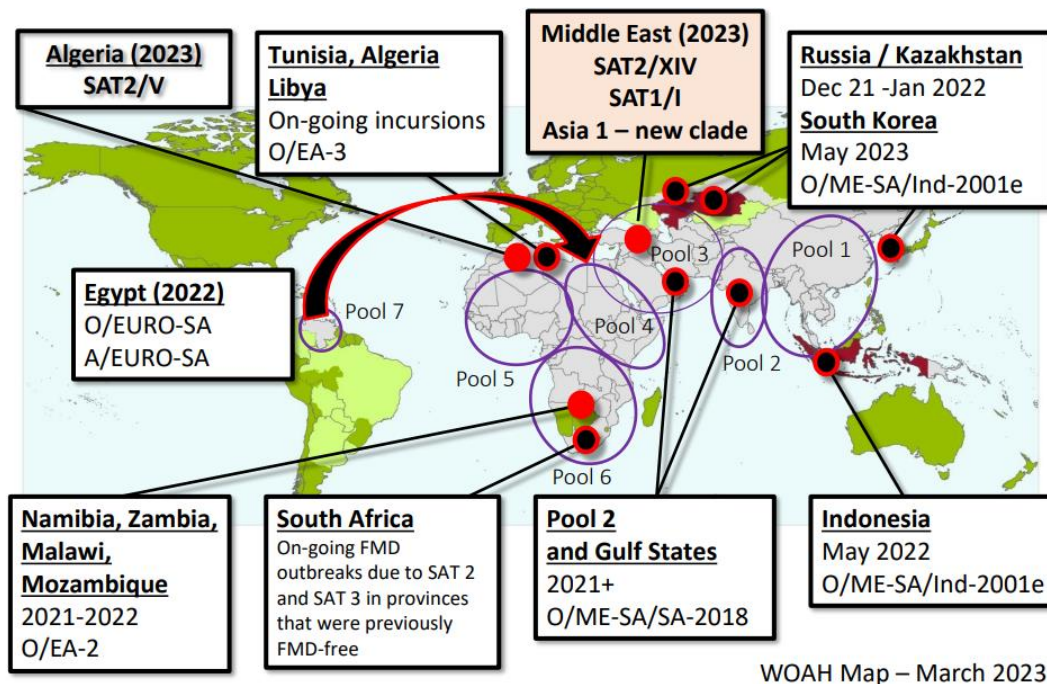 Algeria (2023)
SAT2/V
Tunisia, Algeria
Libya
On-going incursions
O/EA-3
Middle East (2023)
SAT2/XIV
SAT1/I
Asia 1 – new clade
Russia / Kazakhstan
Dec 21 -Jan 2022
South Korea
May 2023
O/ME-SA/Ind-2001e
Egypt (2022)
O/EURO-SA
A/EURO-SA
Pool 7
Pool 5
Pool 4
Pool 3
Pool 6
Pool 2
Pool 1
Namibia, Zambia,
Malawi,
Mozambique
2021-2022
O/EA-2
South Africa
On-going FMD
outbreaks due to SAT 2
and SAT 3 in provinces
that were previously
FMD-free
Pool 2
and Gulf States
2021+
O/ME-SA/SA-2018
Indonesia
May 2022
O/ME-SA/Ind-2001e
WOAH Map – March 2023